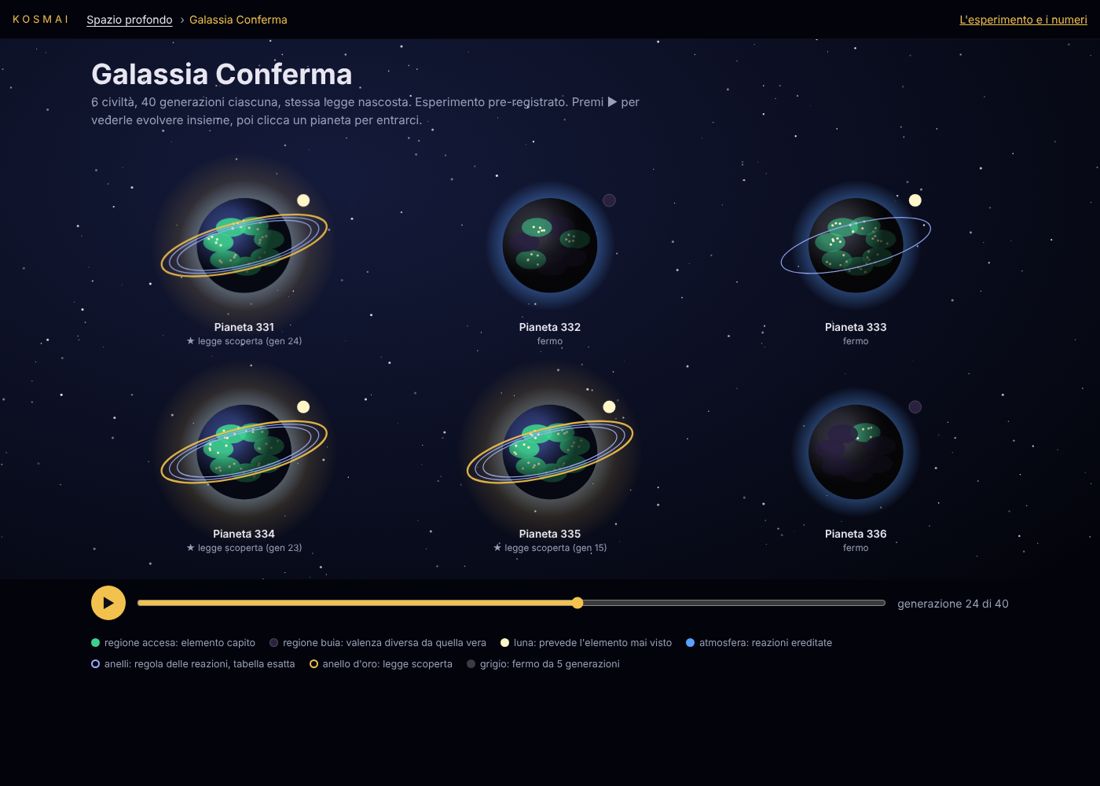 KOSMAI
Spazio profondo › Galassia Conferma
L'esperimento e i numeri
Galassia Conferma
6 civiltà, 40 generazioni ciascuna, stessa legge nascosta. Esperimento pre-registrato. Premi ▶ per
vederle evolvere insieme, poi clicca un pianeta per entrarci.
Pianeta 331
★ legge scoperta (gen 24)
Pianeta 332
fermo
Pianeta 333
fermo
Pianeta 334
★ legge scoperta (gen 23)
Pianeta 335
★ legge scoperta (gen 15)
Pianeta 336
fermo
generazione 24 di 40
regione accesa: elemento capito
regione buia: valenza diversa da quella vera
luna: prevede l'elemento mai visto
atmosfera: reazioni ereditate
anelli: regola delle reazioni, tabella esatta
anello d'oro: legge scoperta
grigio: fermo da 5 generazioni